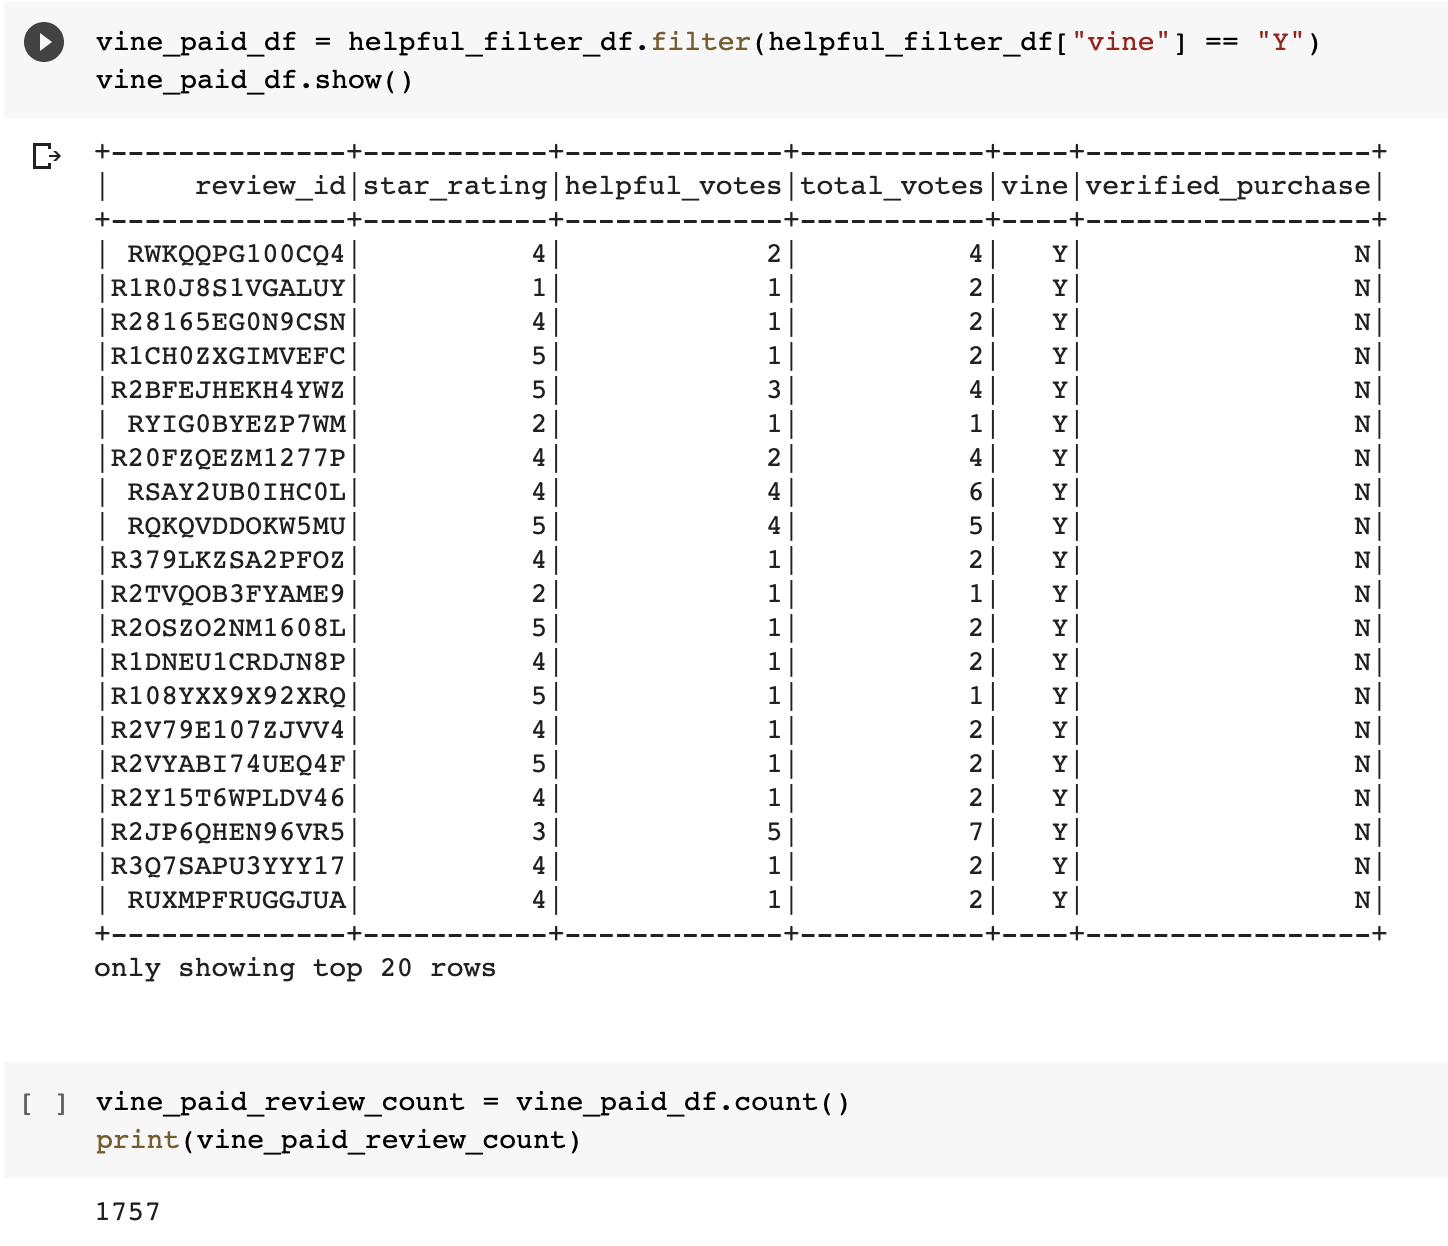 vine_paid_df = helpful_filter_df.filter(helpful_filter_df["vine"] == "Y")
vine_paid_df.show()
+--------------+-----------+-------------+-----------+----+-----------------+
|     review_id|star_rating|helpful_votes|total_votes|vine|verified_purchase|
+--------------+-----------+-------------+-----------+----+-----------------+
| RWKQQPG100CQ4|          4|            2|          4|   Y|                N|
|R1R0J8S1VGALUY|          1|            1|          2|   Y|                N|
|R28165EG0N9CSN|          4|            1|          2|   Y|                N|
|R1CH0ZXGIMVEFC|          5|            1|          2|   Y|                N|
|R2BFEJHEKH4YWZ|          5|            3|          4|   Y|                N|
| RYIG0BYEZP7WM|          2|            1|          1|   Y|                N|
|R20FZQEZM1277P|          4|            2|          4|   Y|                N|
| RSAY2UB0IHC0L|          4|            4|          6|   Y|                N|
| RQKQVDDOKW5MU|          5|            4|          5|   Y|                N|
|R379LKZSA2PFOZ|          4|            1|          2|   Y|                N|
|R2TVQOB3FYAME9|          2|            1|          1|   Y|                N|
|R2OSZO2NM1608L|          5|            1|          2|   Y|                N|
|R1DNEU1CRDJN8P|          4|            1|          2|   Y|                N|
|R108YXX9X92XRQ|          5|            1|          1|   Y|                N|
|R2V79E107ZJVV4|          4|            1|          2|   Y|                N|
|R2VYABI74UEQ4F|          5|            1|          2|   Y|                N|
|R2Y15T6WPLDV46|          4|            1|          2|   Y|                N|
|R2JP6QHEN96VR5|          3|            5|          7|   Y|                N|
|R3Q7SAPU3YYY17|          4|            1|          2|   Y|                N|
| RUXMPFRUGGJUA|          4|            1|          2|   Y|                N|
+--------------+-----------+-------------+-----------+----+-----------------+
only showing top 20 rows
[ ] vine_paid_review_count = vine_paid_df.count()
print(vine_paid_review_count)
1757